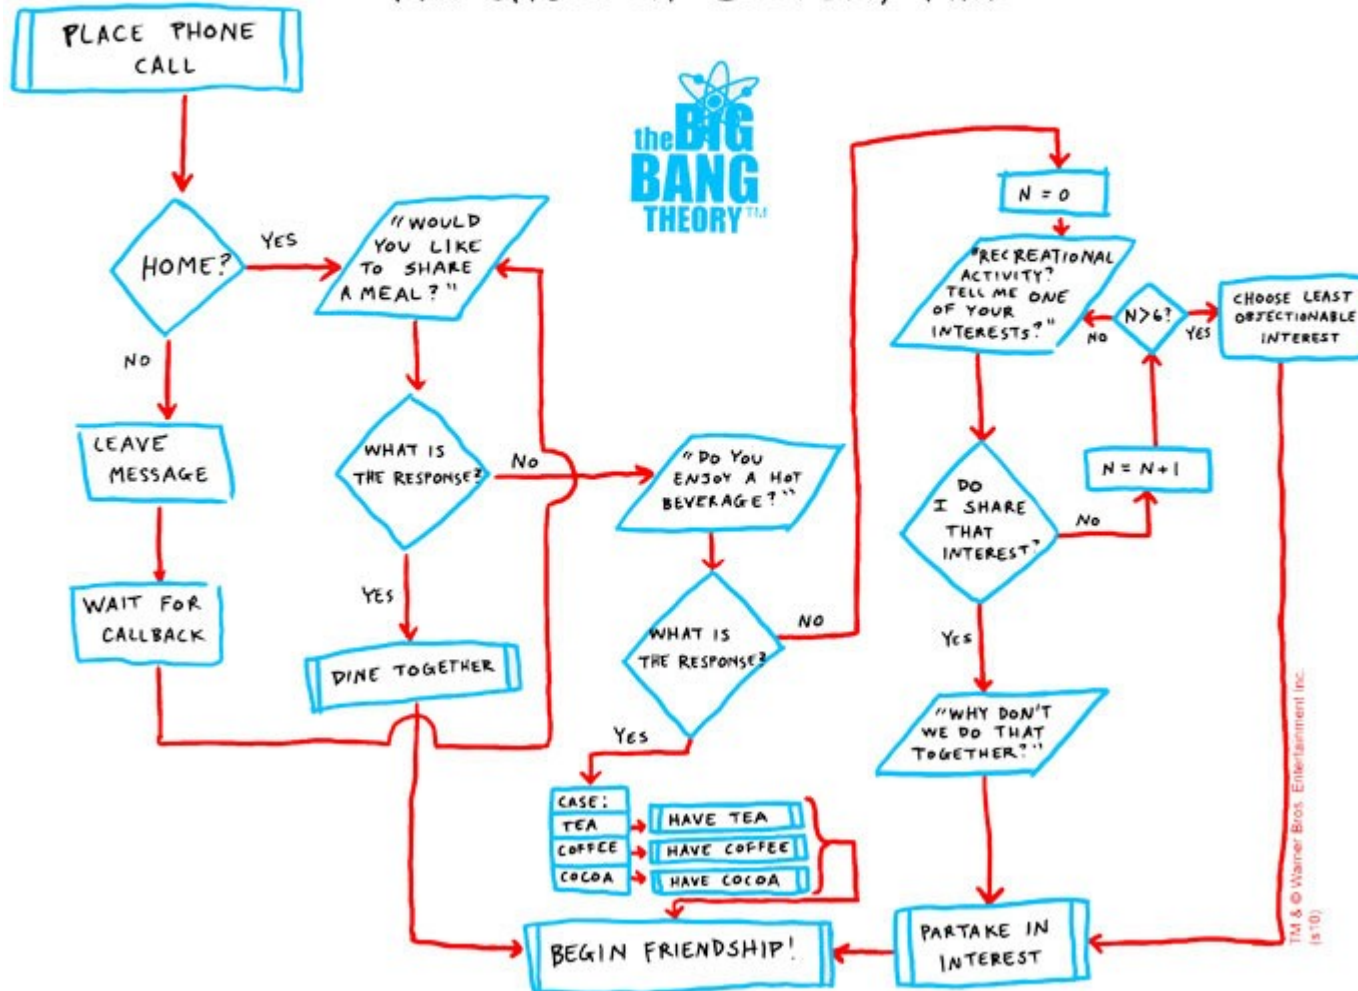 PLACE PHONE
CALL
the BIG
BANG
THEORY™
HOME?
YES
NO
"WOULD
YOU LIKE
TO SHARE
A MEAL?"
LEAVE
MESSAGE
WAIT FOR
CALLBACK
WHAT IS
THE RESPONSE?
NO
YES
DINE TOGETHER
"DO YOU
ENJOY A HOT
BEVERAGE?"
WHAT IS
THE RESPONSE?
NO
YES
CASE:
TEA
HAVE TEA
COFFEE
HAVE COFFEE
COCOA
HAVE COCOA
N = 0
"RECREATIONAL
ACTIVITY?
TELL ME ONE
OF YOUR
INTERESTS?"
N>6?
NO
YES
CHOOSE LEAST
OBJECTIONABLE
INTEREST
N = N+1
DO
I SHARE
THAT
INTEREST?
NO
YES
"WHY DON'T
WE DO THAT
TOGETHER?"
PARTAKE IN
INTEREST
BEGIN FRIENDSHIP!
TM & © Warner Bros. Entertainment Inc.
(s10)